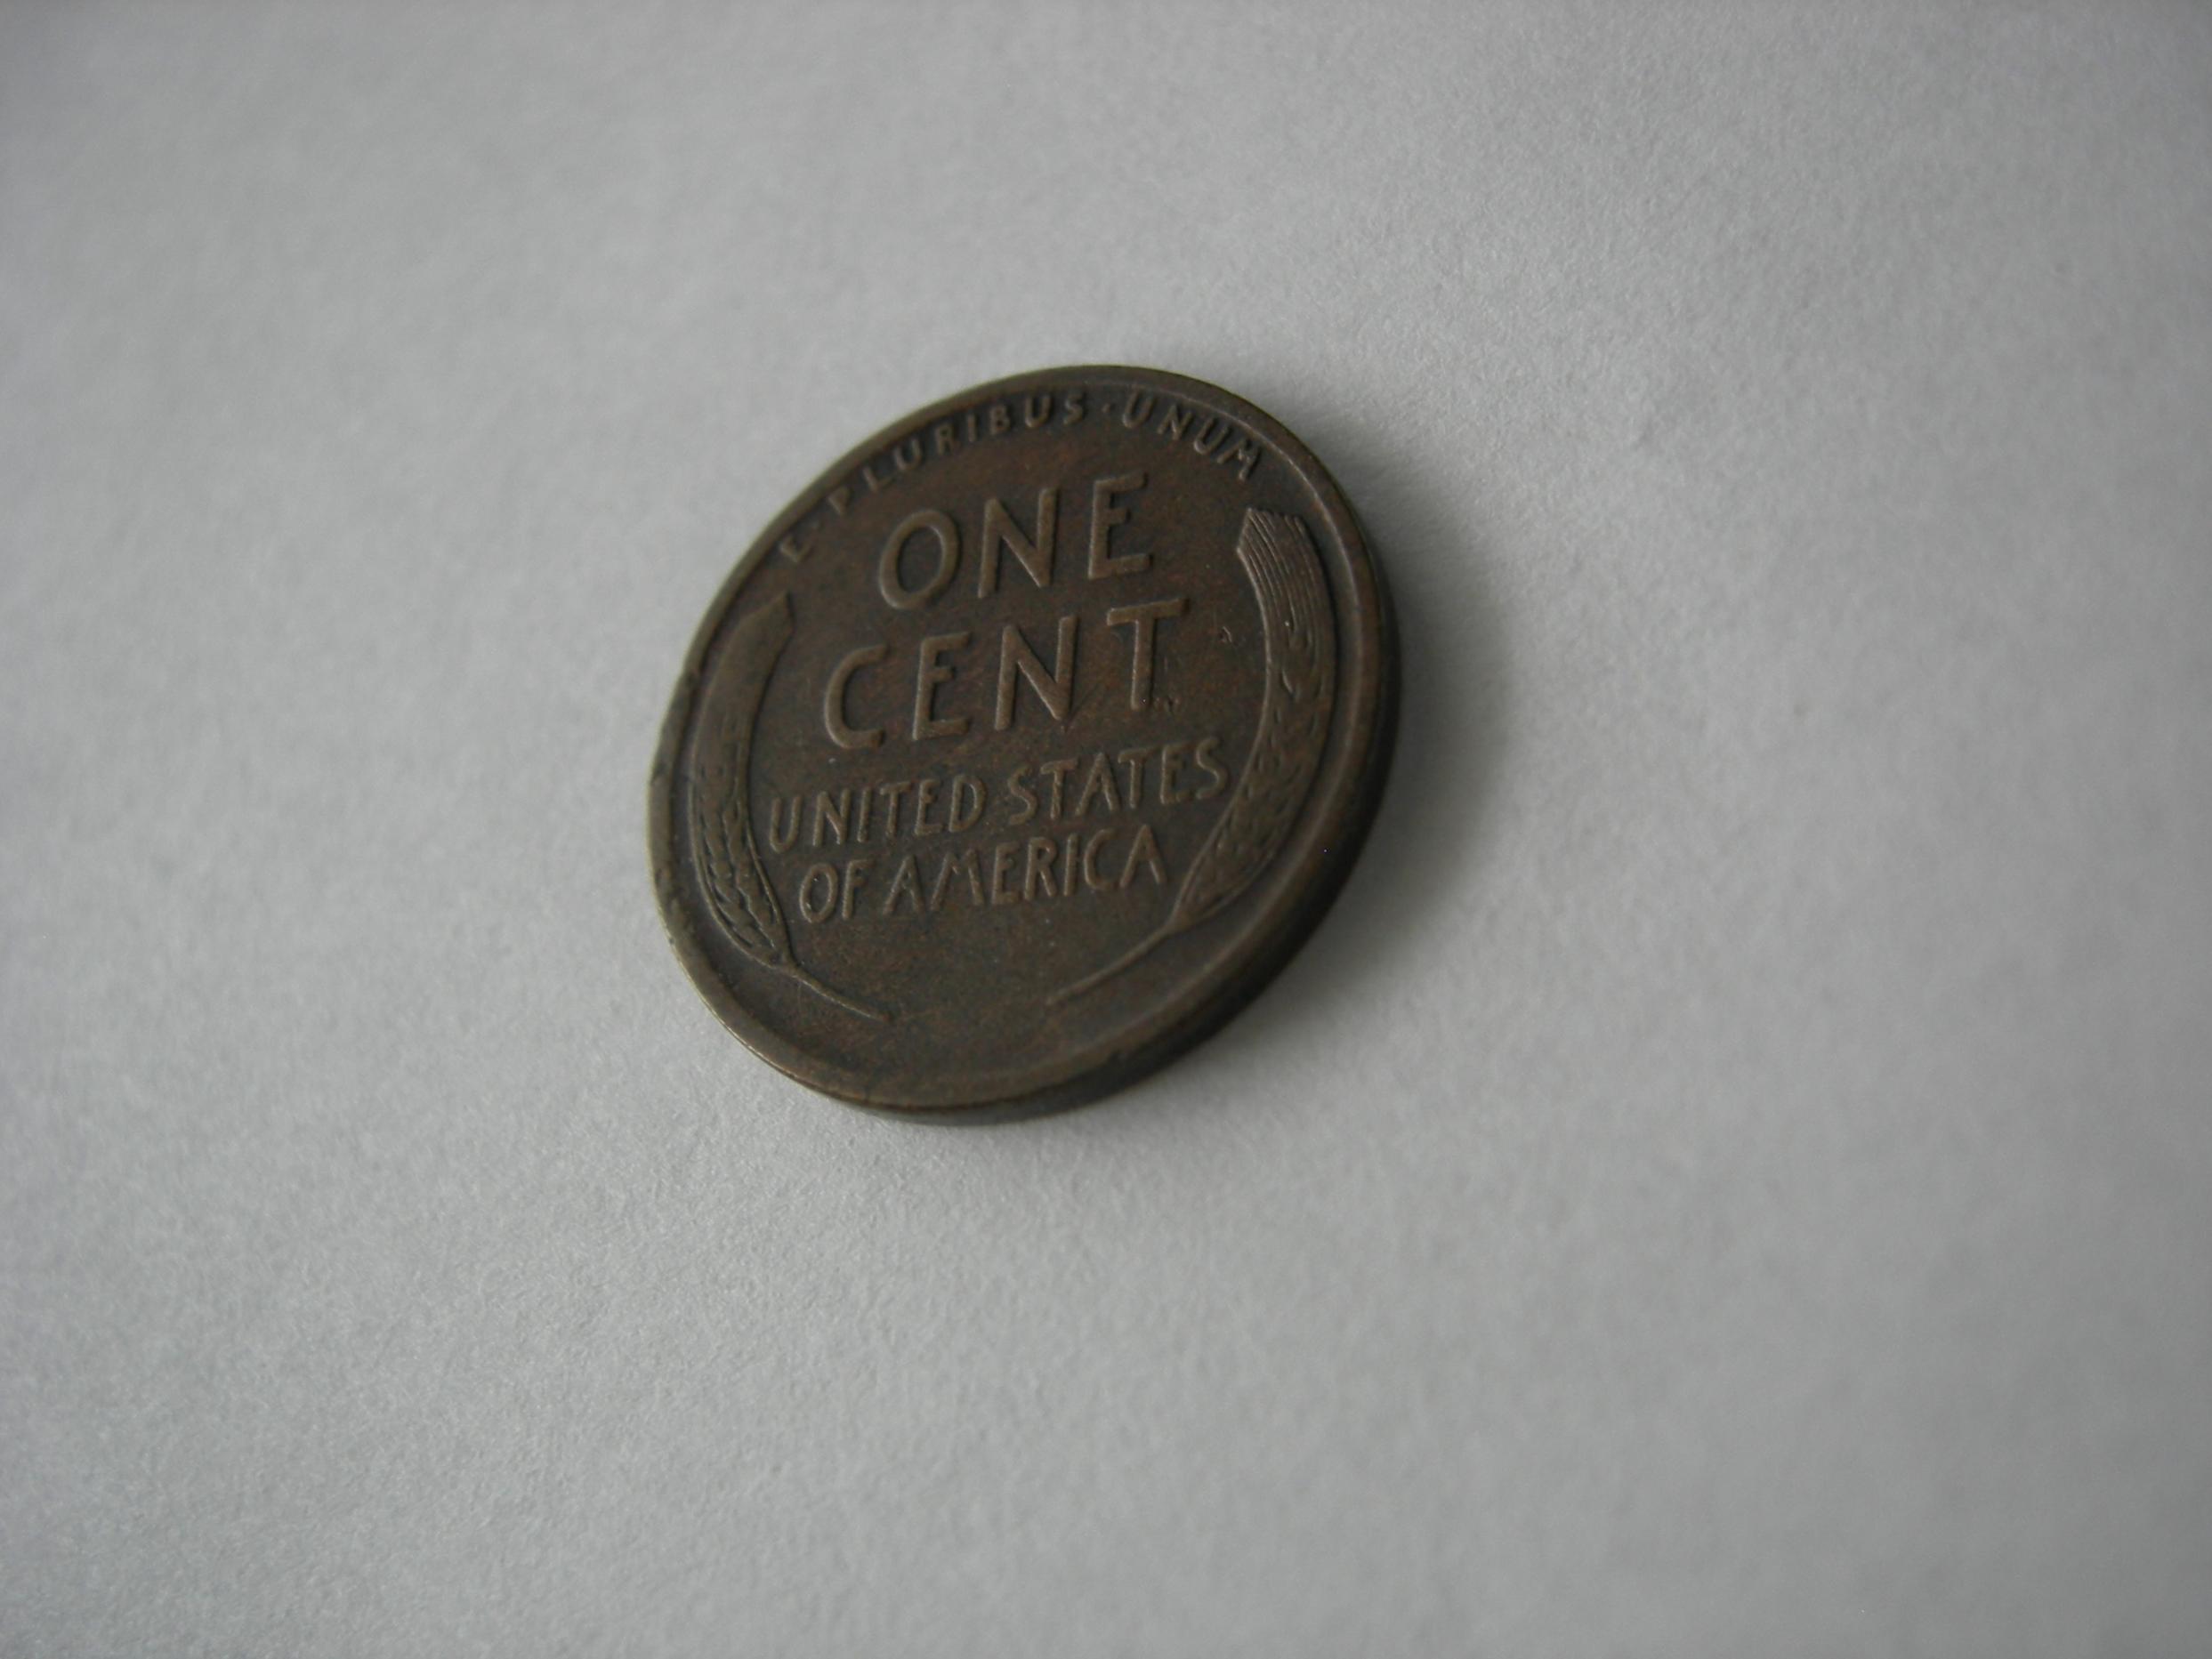 E·PLURIBUS·UNUM
ONE
CENT
UNITED STATES
OF AMERICA